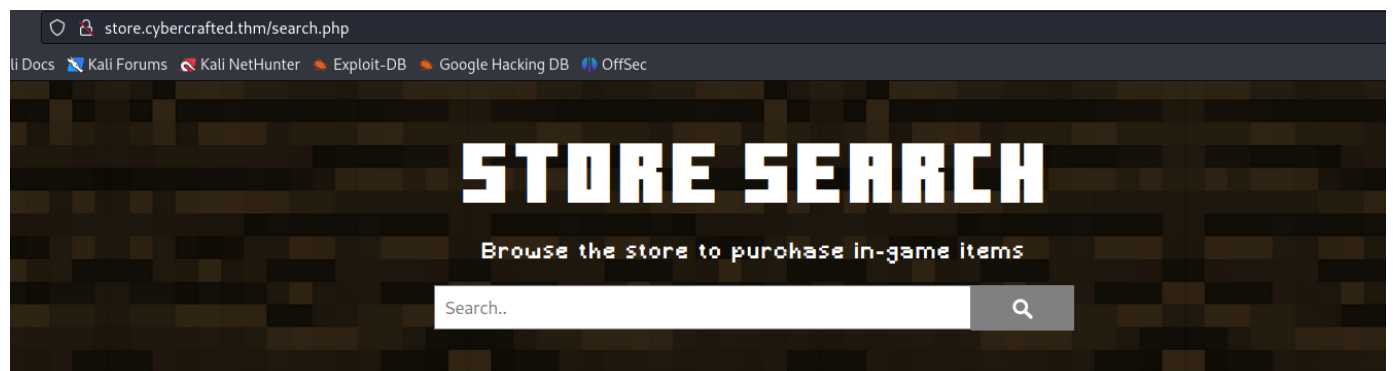 store.cybercrafted.thm/search.php
li Docs Kali Forums Kali NetHunter Exploit-DB Google Hacking DB OffSec
STORE SEARCH
Browse the store to purchase in-game items
Search..